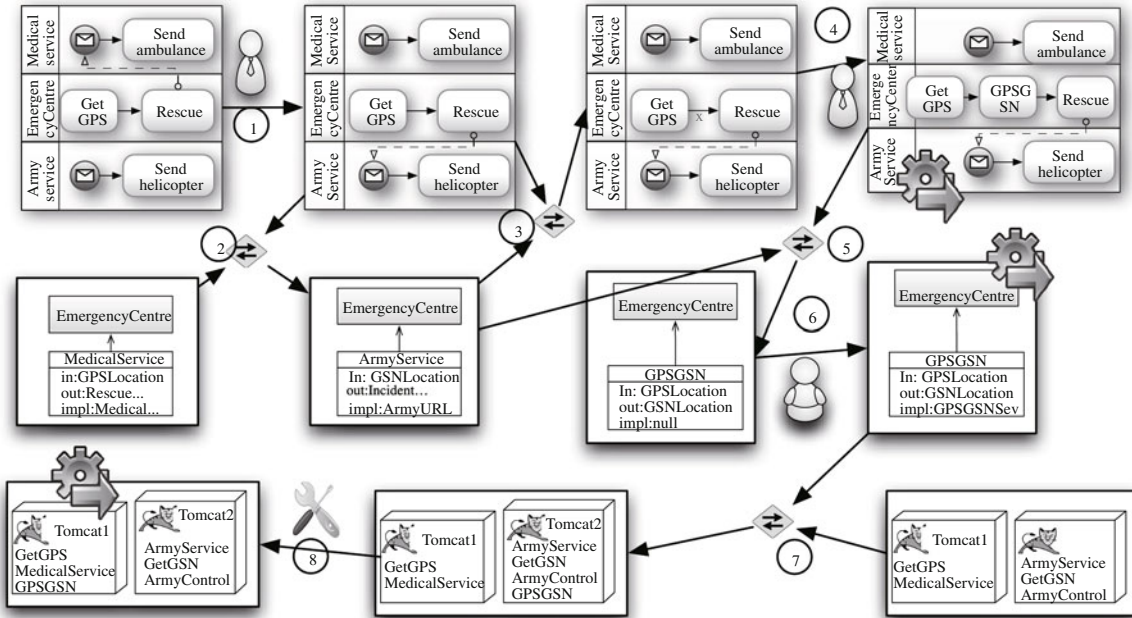 Medical
service
Send
ambulance
Emergen
cyCentre
Get
GPS
Rescue
Army
service
Send
helicopter
1
Medical
Service
Send
ambulance
Emergen
cyCentre
Get
GPS
Rescue
Army
Service
Send
helicopter
Medical
Service
Send
ambulance
Emergen
cyCentre
Get
GPS
x
Rescue
Army
Service
Send
helicopter
4
Medical
service
Send
ambulance
Emerge
ncyCenter
Get
GPS
GPSG
SN
Rescue
Army
Service
Send
helicopter
2
3
5
EmergencyCentre
MedicalService
in:GPSLocation
out:Rescue...
impl:Medical...
EmergencyCentre
ArmyService
In: GSNLocation
out:Incident...
impl:ArmyURL
EmergencyCentre
GPSGSN
In: GPSLocation
out:GSNLocation
impl:null
6
EmergencyCentre
GPSGSN
In: GPSLocation
out:GSNLocation
impl:GPSGSNSev
Tomcat1
GetGPS
MedicalService
GPSGSN
Tomcat2
ArmyService
GetGSN
ArmyControl
8
Tomcat1
GetGPS
MedicalService
Tomcat2
ArmyService
GetGSN
ArmyControl
GPSGSN
7
Tomcat1
GetGPS
MedicalService
ArmyService
GetGSN
ArmyControl